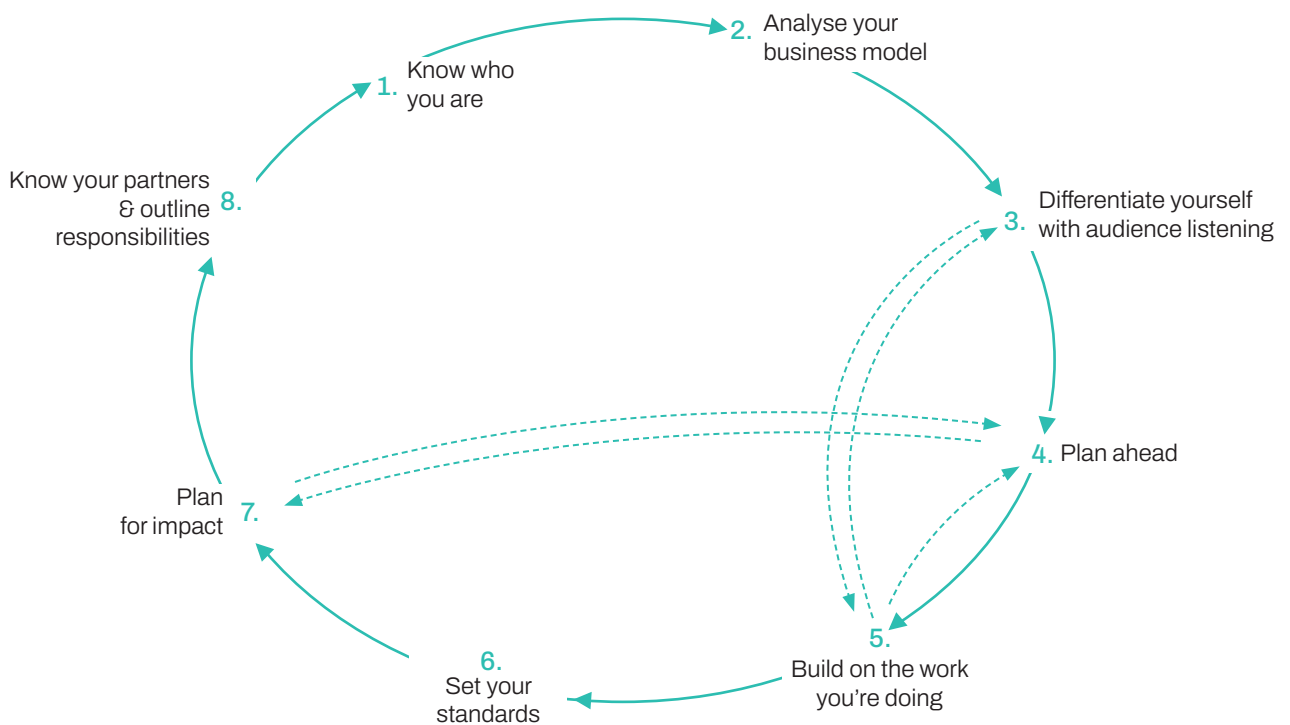 1. Know who
you are
2. Analyse your
business model
3. Differentiate yourself
with audience listening
4. Plan ahead
5.
Build on the work
you're doing
6.
Set your
standards
7. Plan
for impact
8. Know your partners
& outline
responsibilities